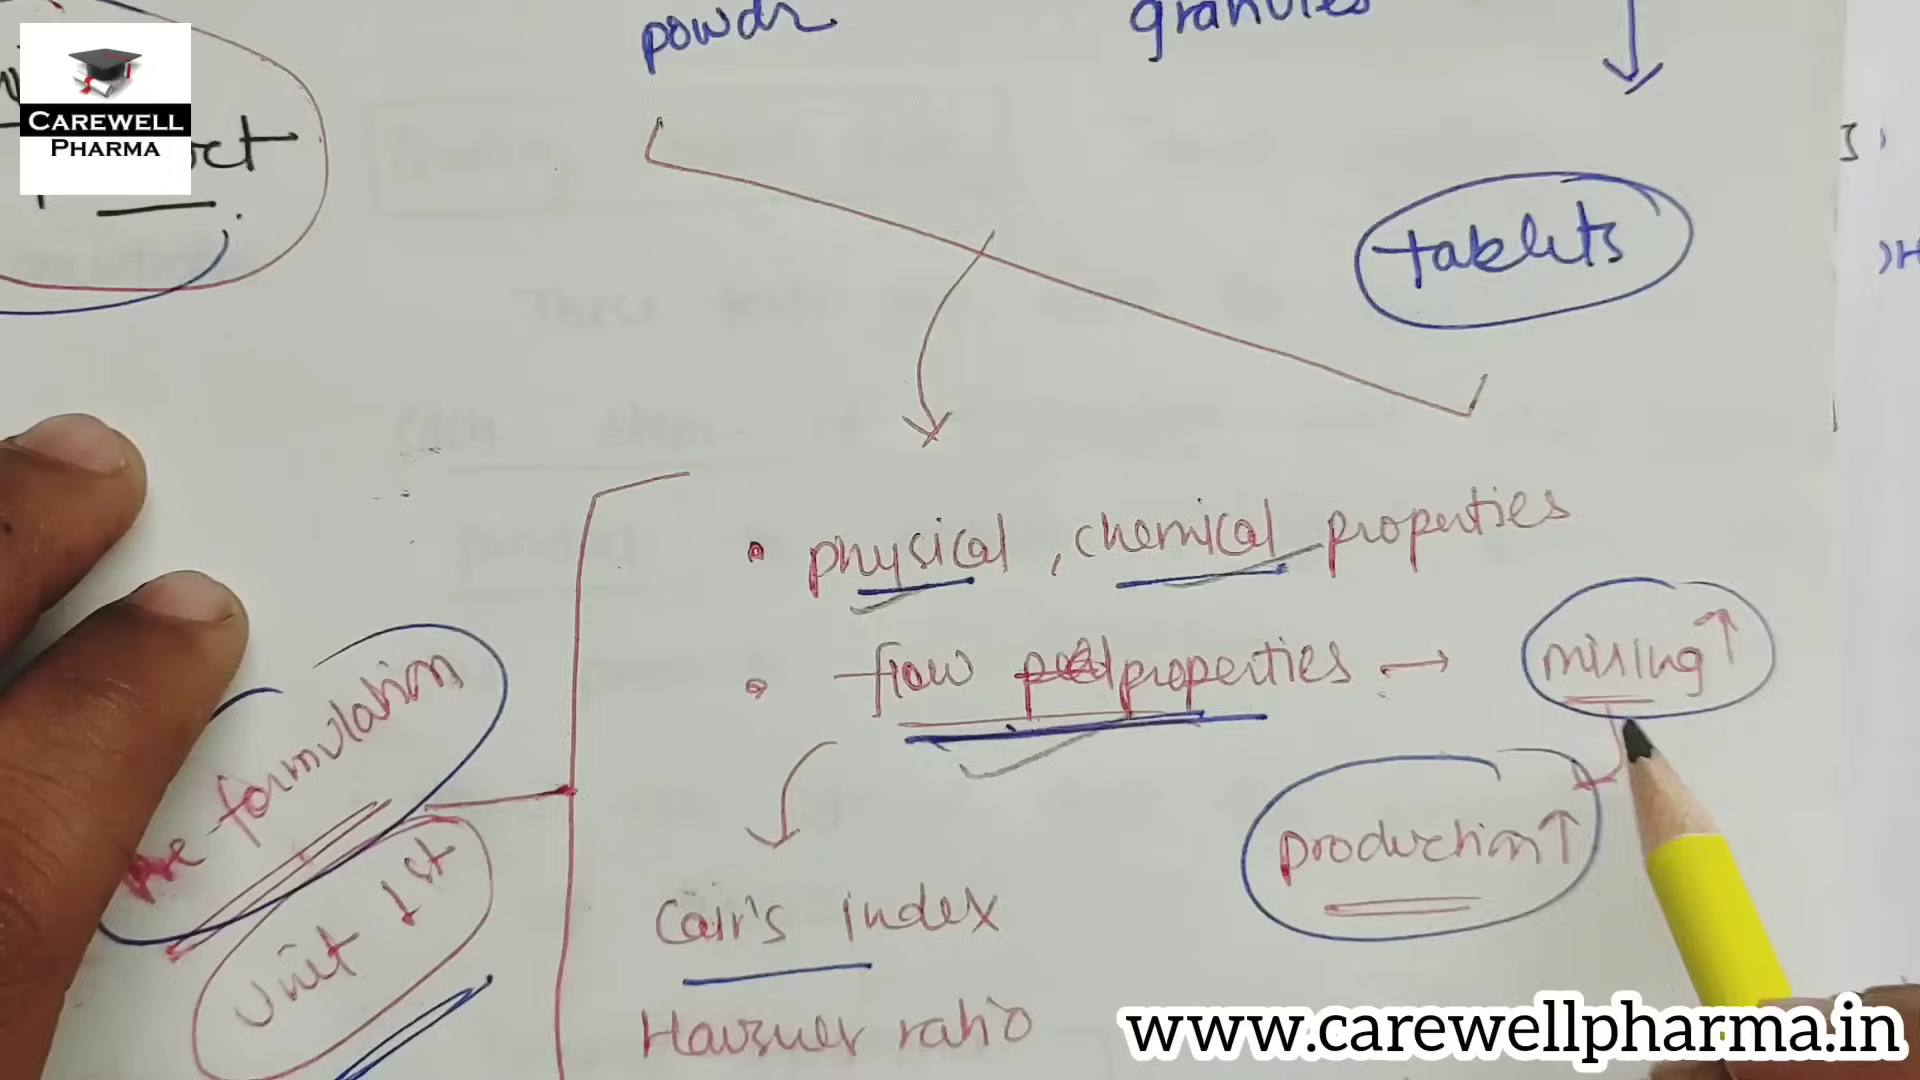 powdr granules
CAREWELL
PHARMA
tablets
physical, chemical properties
flow properties → mixing ↑
Pre-formulation
production ↑
Unit 1st
Carr's index
Hausner ratio
www.carewellpharma.in